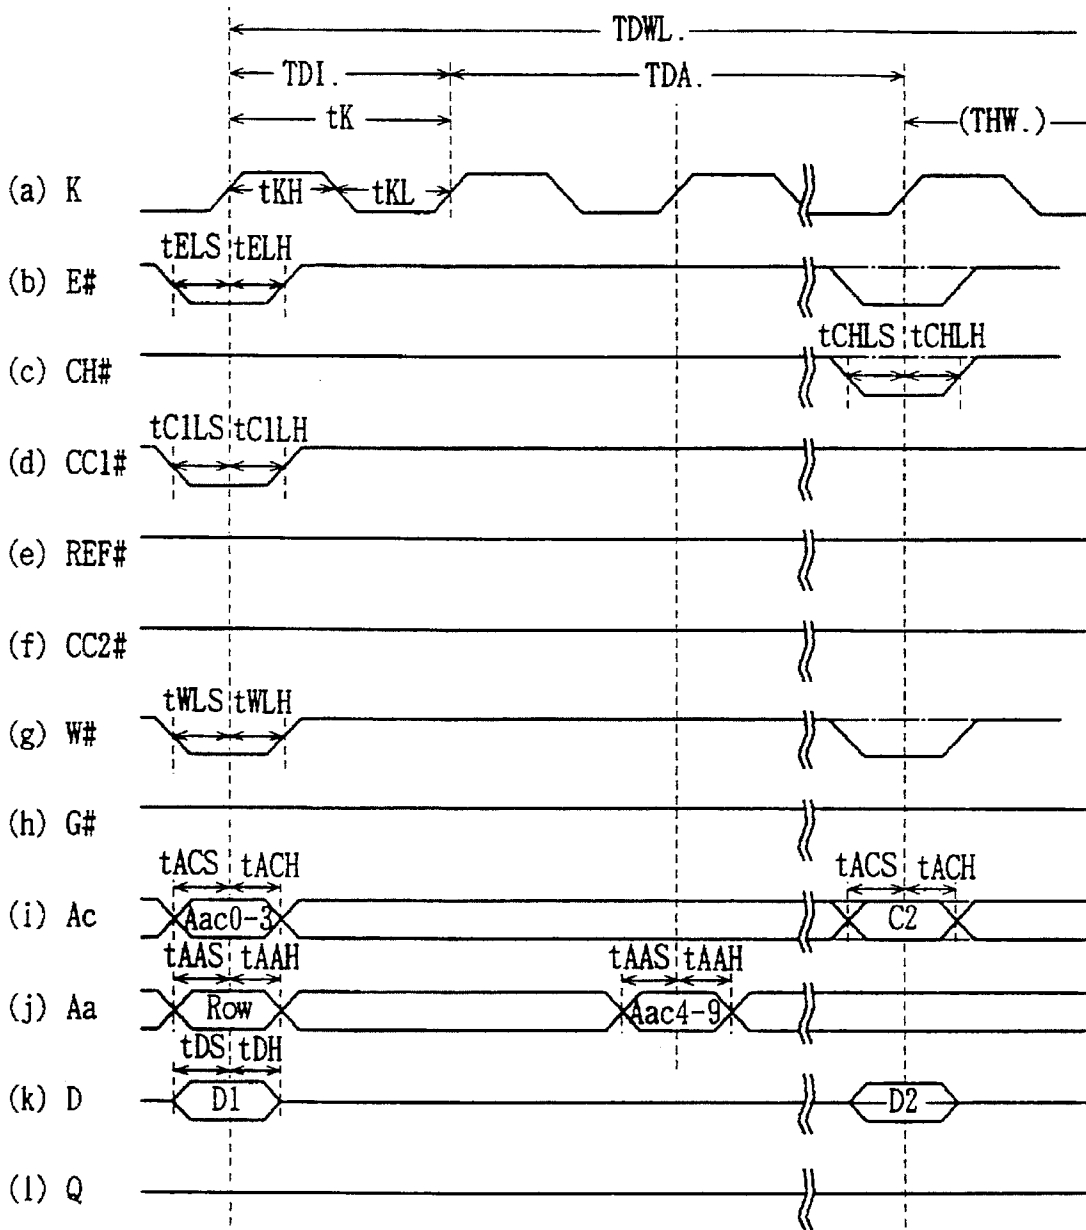 TDWL.
TDI. TDA.
tK (THW.)
(a) K tKH tKL
tELS tELH
(b) E#
tCHLS tCHLH
(c) CH#
tC1LS tC1LH
(d) CC1#
(e) REF#
(f) CC2#
tWLS tWLH
(g) W#
(h) G#
tACS tACH tACS tACH
(i) Ac Aac0-3 C2
tAAS tAAH tAAS tAAH
(j) Aa Row Aac4-9
tDS tDH
(k) D D1 D2
(l) Q